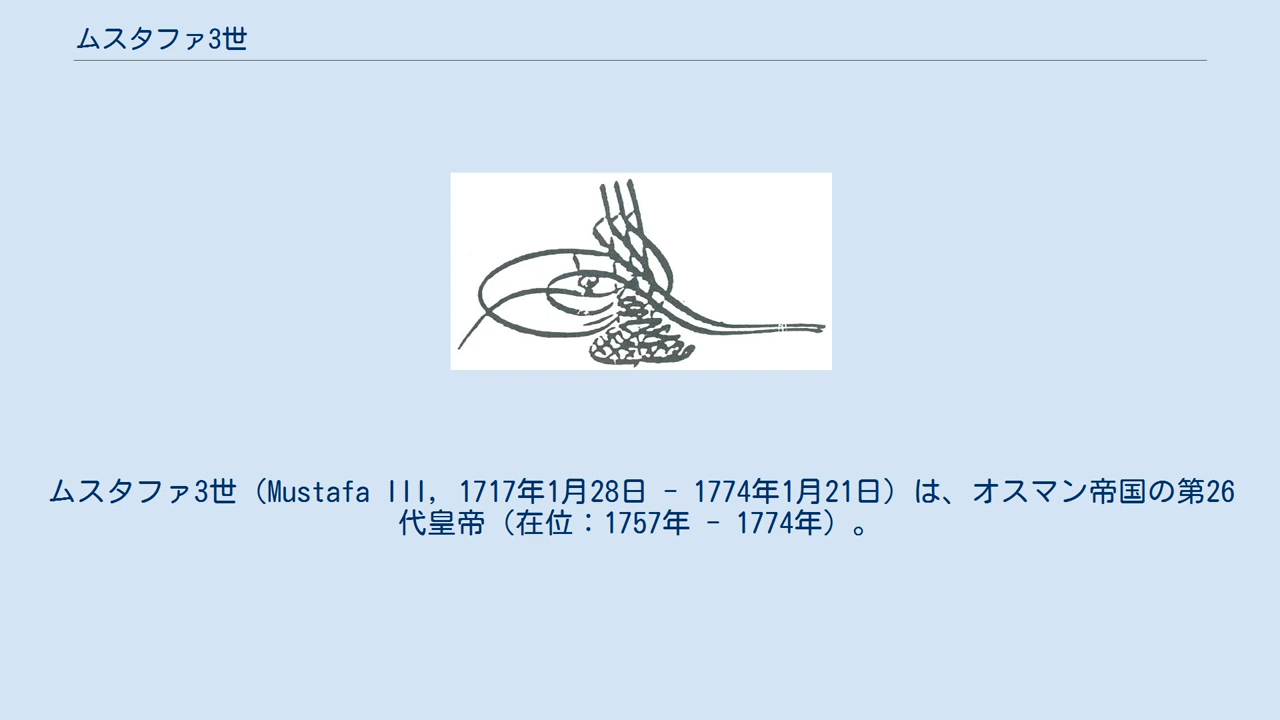 ムスタファ3世
ムスタファ3世（Mustafa III, 1717年1月28日 - 1774年1月21日）は、オスマン帝国の第26
代皇帝（在位：1757年 - 1774年）。